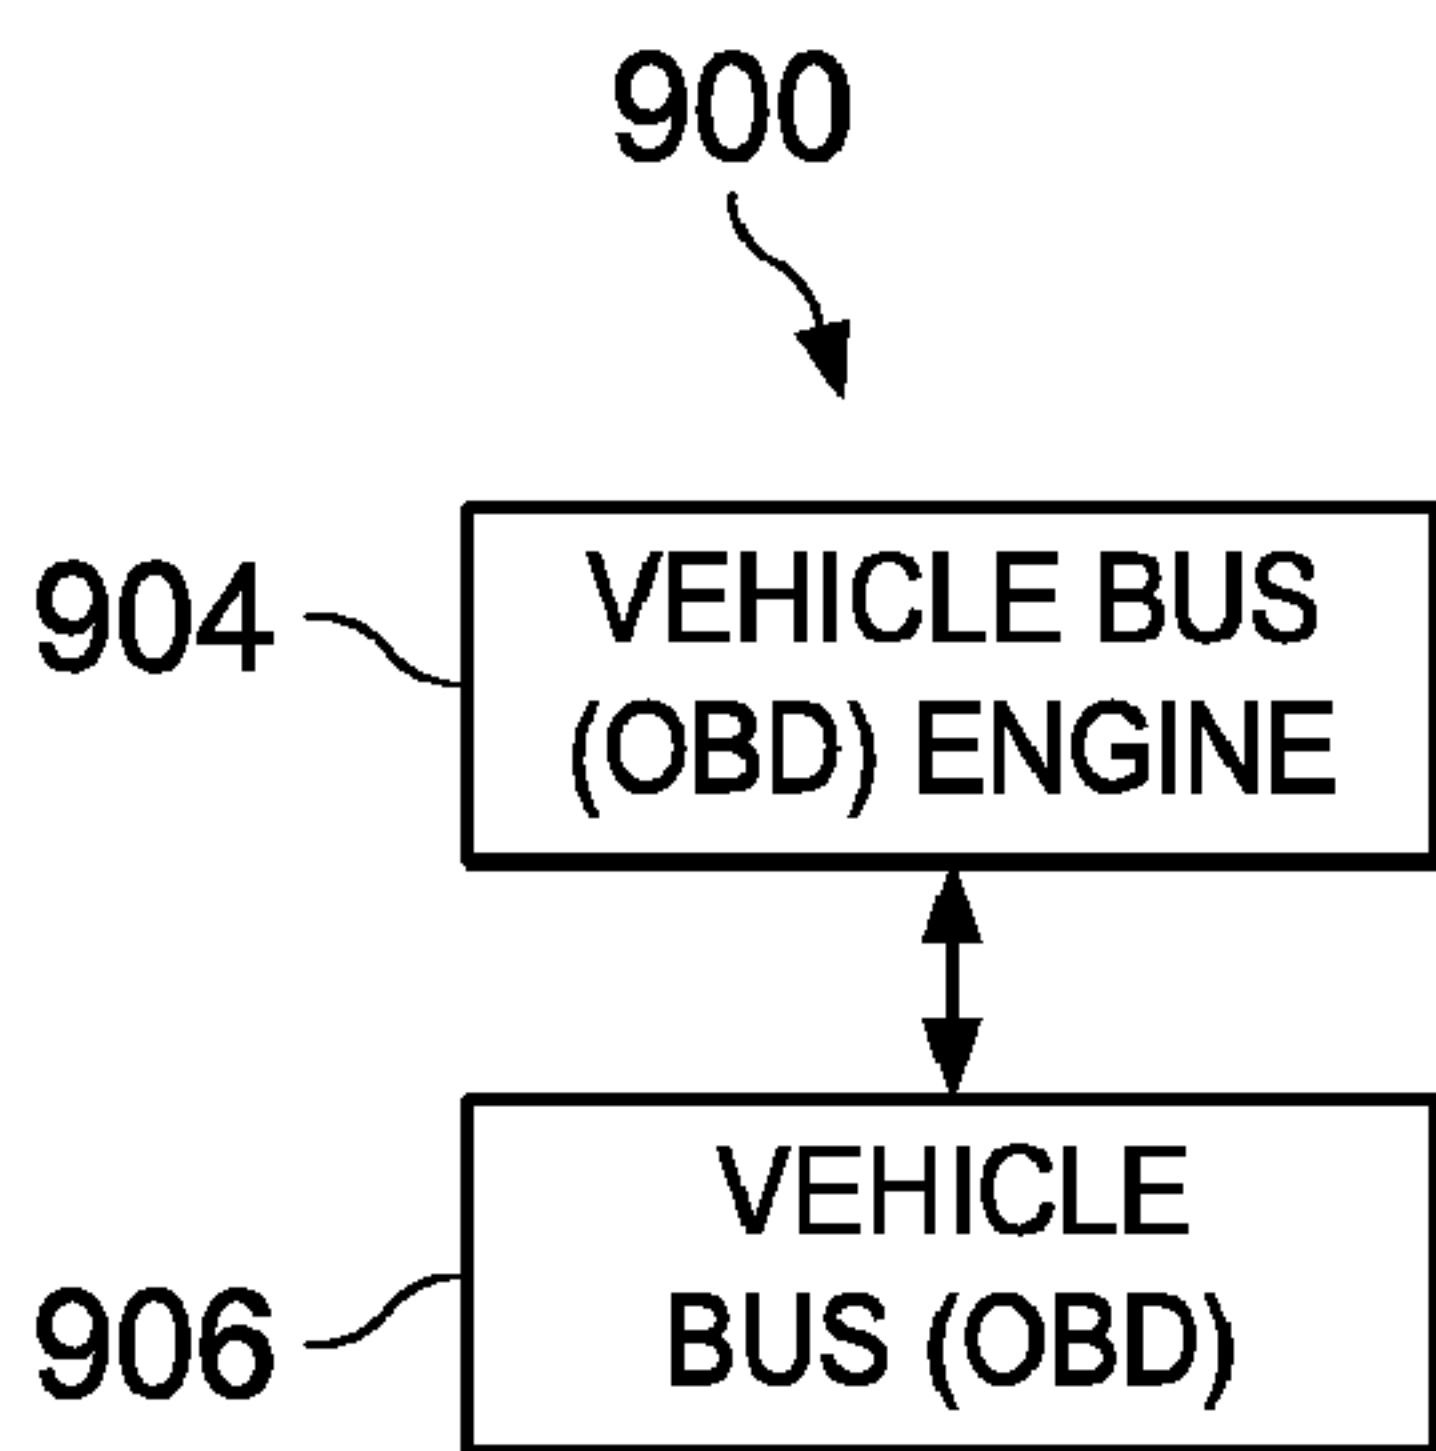 900
904
VEHICLE BUS
(OBD) ENGINE
906
VEHICLE
BUS (OBD)